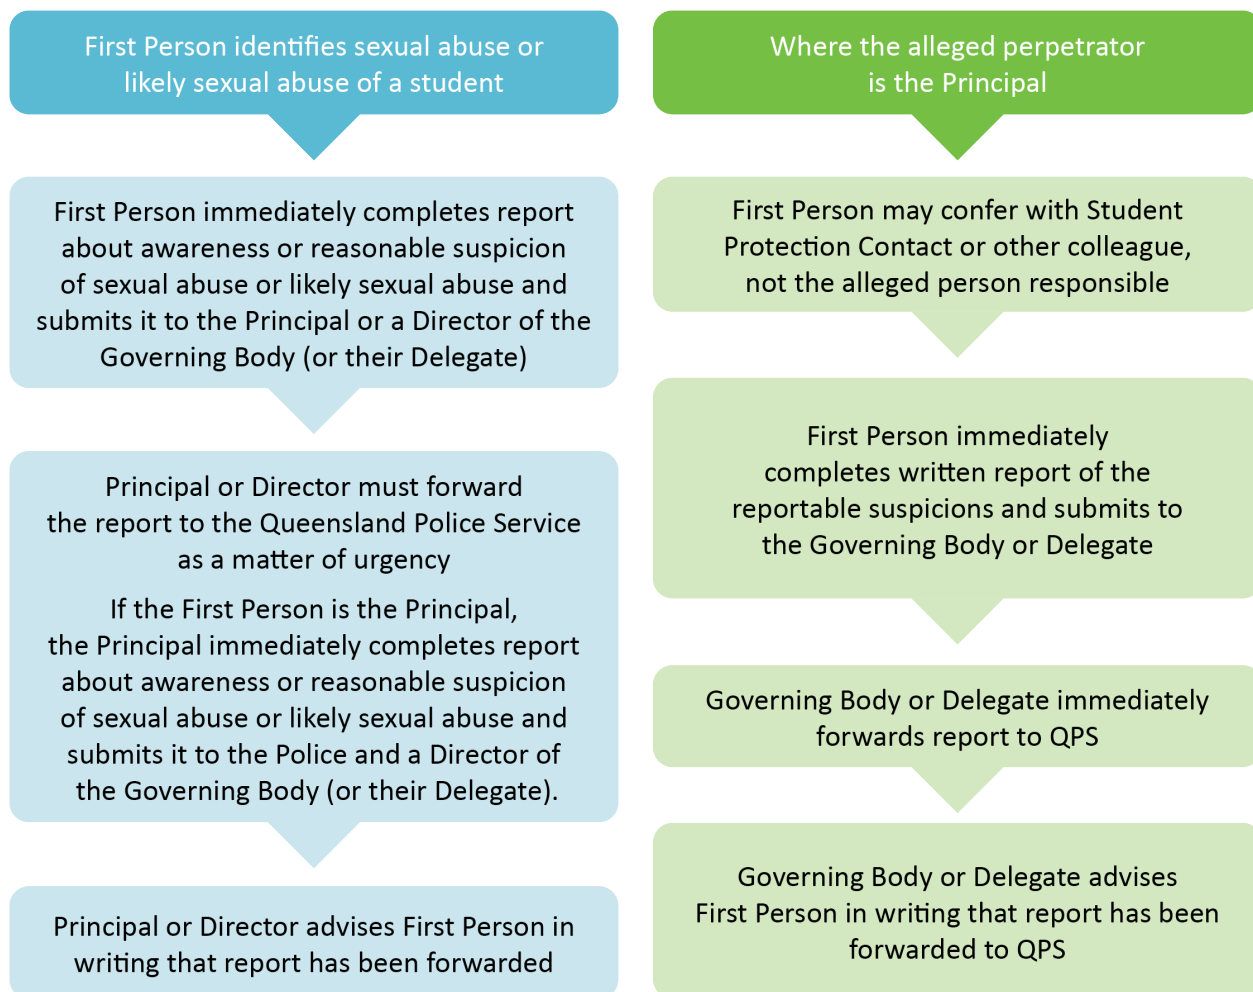 First Person identifies sexual abuse or
likely sexual abuse of a student
First Person immediately completes report
about awareness or reasonable suspicion
of sexual abuse or likely sexual abuse and
submits it to the Principal or a Director of the
Governing Body (or their Delegate)
Principal or Director must forward
the report to the Queensland Police Service
as a matter of urgency
If the First Person is the Principal,
the Principal immediately completes report
about awareness or reasonable suspicion
of sexual abuse or likely sexual abuse and
submits it to the Police and a Director of
the Governing Body (or their Delegate).
Principal or Director advises First Person in
writing that report has been forwarded
Where the alleged perpetrator
is the Principal
First Person may confer with Student
Protection Contact or other colleague,
not the alleged person responsible
First Person immediately
completes written report of the
reportable suspicions and submits to
the Governing Body or Delegate
Governing Body or Delegate immediately
forwards report to QPS
Governing Body or Delegate advises
First Person in writing that report has been
forwarded to QPS